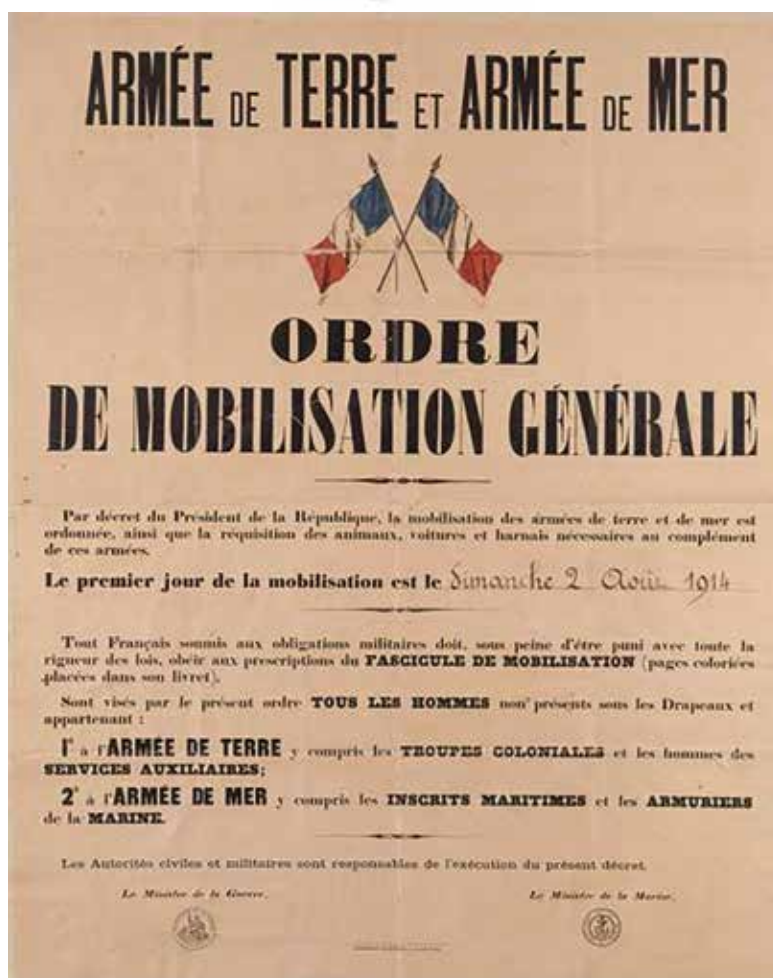 ARMÉE DE TERRE ET ARMÉE DE MER
ORDRE
DE MOBILISATION GÉNÉRALE
Par décret du Président de la République, la mobilisation des armées de terre et de mer est
ordonnée, ainsi que la réquisition des animaux, voitures et harnais nécessaires au complément
de ces armées.
Le premier jour de la mobilisation est le Dimanche 2 Août 1914
Tout Français soumis aux obligations militaires doit, sous peine d'être puni avec toute la
rigueur des lois, obéir aux prescriptions du FASCICULE DE MOBILISATION (pages coloriées
placées dans son livret).
Sont visés par le présent ordre TOUS LES HOMMES non présents sous les Drapeaux et
appartenant :
1° à l'ARMÉE DE TERRE y compris les TROUPES COLONIALES et les hommes des
SERVICES AUXILIAIRES;
2° à l'ARMÉE DE MER y compris les INSCRITS MARITIMES et les ARMURIERS
de la MARINE.
Les Autorités civiles et militaires sont responsables de l'exécution du présent décret.
Le Ministre de la Guerre, Le Ministre de la Marine,